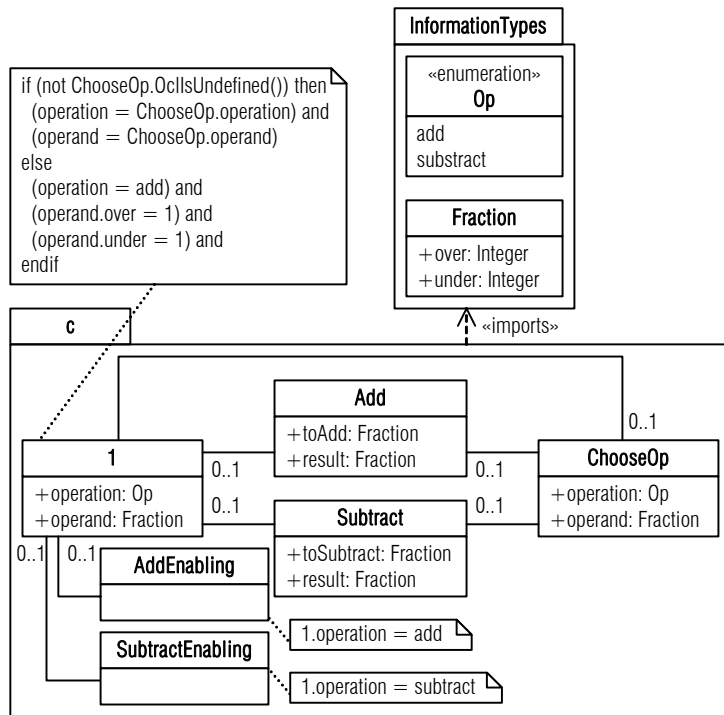 InformationTypes
«enumeration»
Op
add
substract
Fraction
+over: Integer
+under: Integer
if (not ChooseOp.OclIsUndefined()) then
(operation = ChooseOp.operation) and
(operand = ChooseOp.operand)
else
(operation = add) and
(operand.over = 1) and
(operand.under = 1) and
endif
«imports»
c
Add
+toAdd: Fraction
+result: Fraction
0..1
1
+operation: Op
+operand: Fraction
0..1
0..1
ChooseOp
+operation: Op
+operand: Fraction
0..1
0..1
Subtract
+toSubtract: Fraction
+result: Fraction
0..1
0..1
AddEnabling
1.operation = add
SubtractEnabling
1.operation = subtract